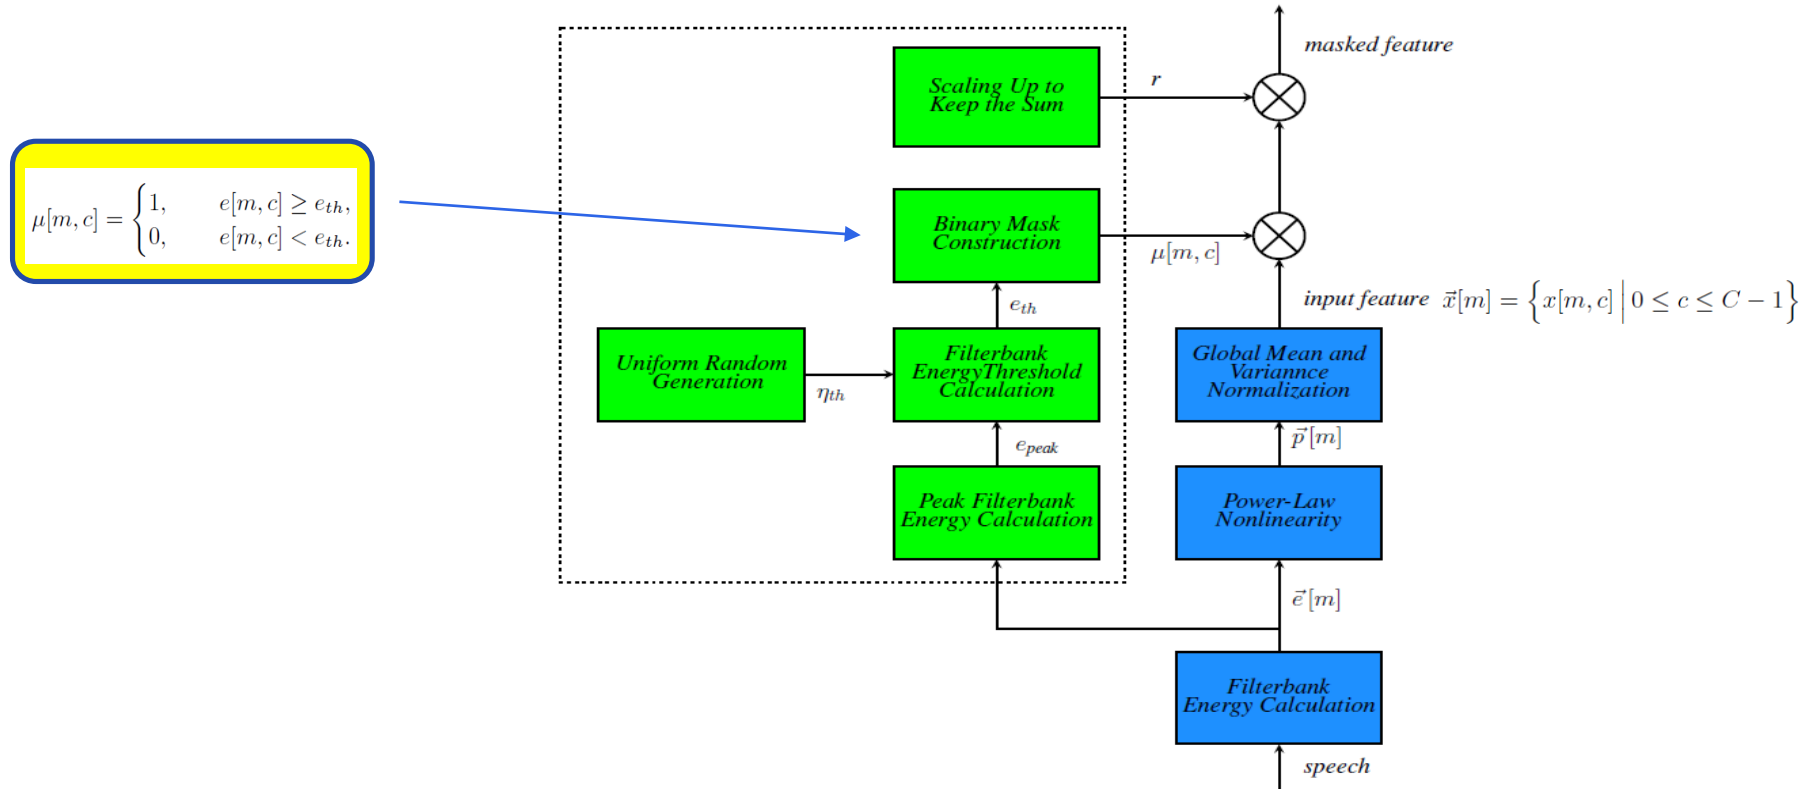 masked feature
Scaling Up to
Keep the Sum
r
μ[m, c] = {1, e[m, c] ≥ e_th,
0, e[m, c] < e_th.
Binary Mask
Construction
μ[m, c]
input feature x⃗[m] = {x[m, c] | 0 ≤ c ≤ C − 1}
e_th
Uniform Random
Generation
η_th
Filterbank
EnergyThreshold
Calculation
Global Mean and
Variannce
Normalization
e_peak
p⃗[m]
Peak Filterbank
Energy Calculation
Power-Law
Nonlinearity
e⃗[m]
Filterbank
Energy Calculation
speech